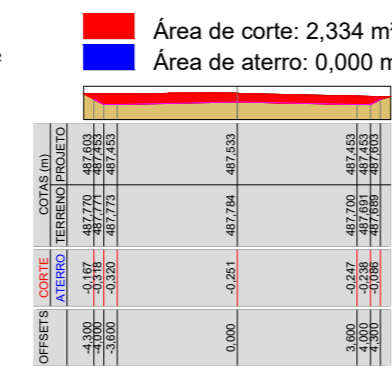 Área de corte: 2,334 m²
Área de aterro: 0,000 m
COTAS (m)
PROJETO 487,603 487,453 487,453 487,533 487,453 487,453 487,603
TERRENO 487,770 487,771 487,773 487,784 487,700 487,691 487,689
CORTE
ATERRO
-0,167 -0,318 -0,320 -0,251 -0,247 -0,238 -0,086
OFFSETS -4,300 -4,000 -3,600 0,000 3,600 4,000 4,300